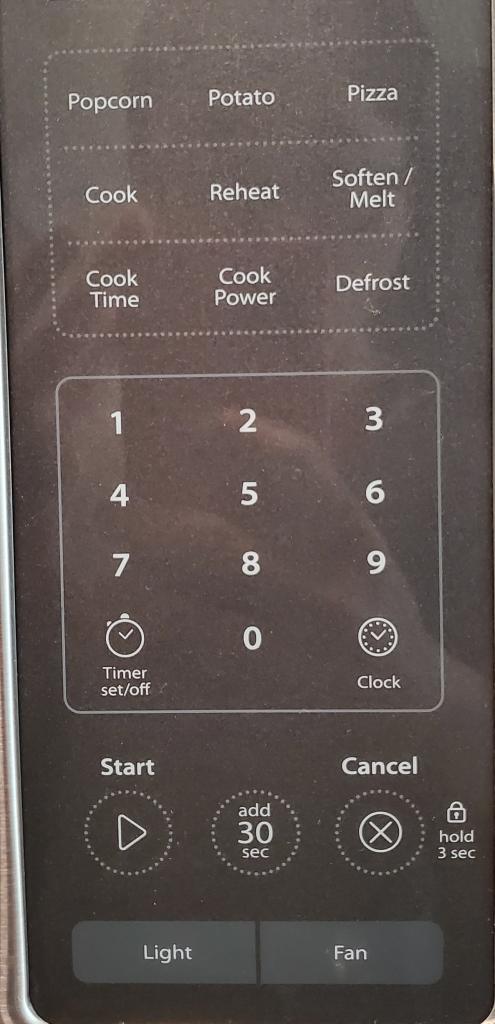 Popcorn Potato Pizza
Cook Reheat Soften /
Melt
Cook
Time
Cook
Power
Defrost
1 2 3
4 5 6
7 8 9
0
Timer
set/off
Clock
Start Cancel
add
30
sec
hold
3 sec
Light Fan